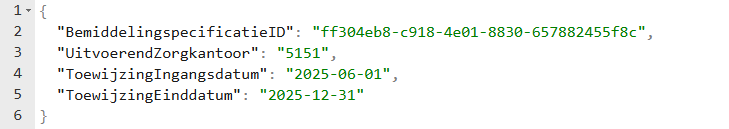 1 {
2 "BemiddelingspecificatieID": "ff304eb8-c918-4e01-8830-657882455f8c",
3 "UitvoerendZorgkantoor": "5151",
4 "ToewijzingIngangsdatum": "2025-06-01",
5 "ToewijzingEinddatum": "2025-12-31"
6 }